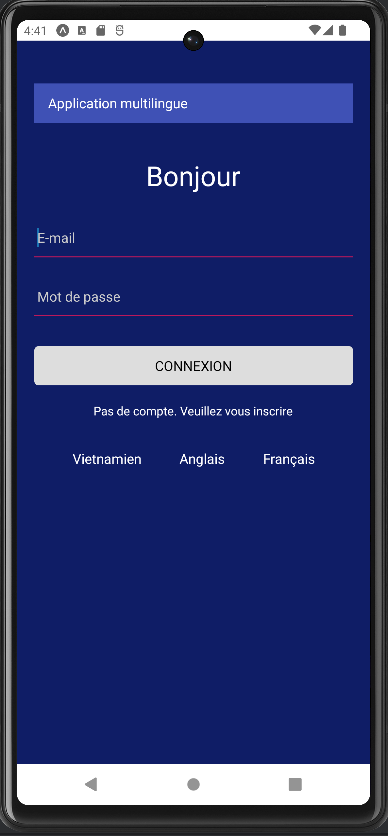 4:41
Application multilingue
Bonjour
E-mail
Mot de passe
CONNEXION
Pas de compte. Veuillez vous inscrire
Vietnamien Anglais Français